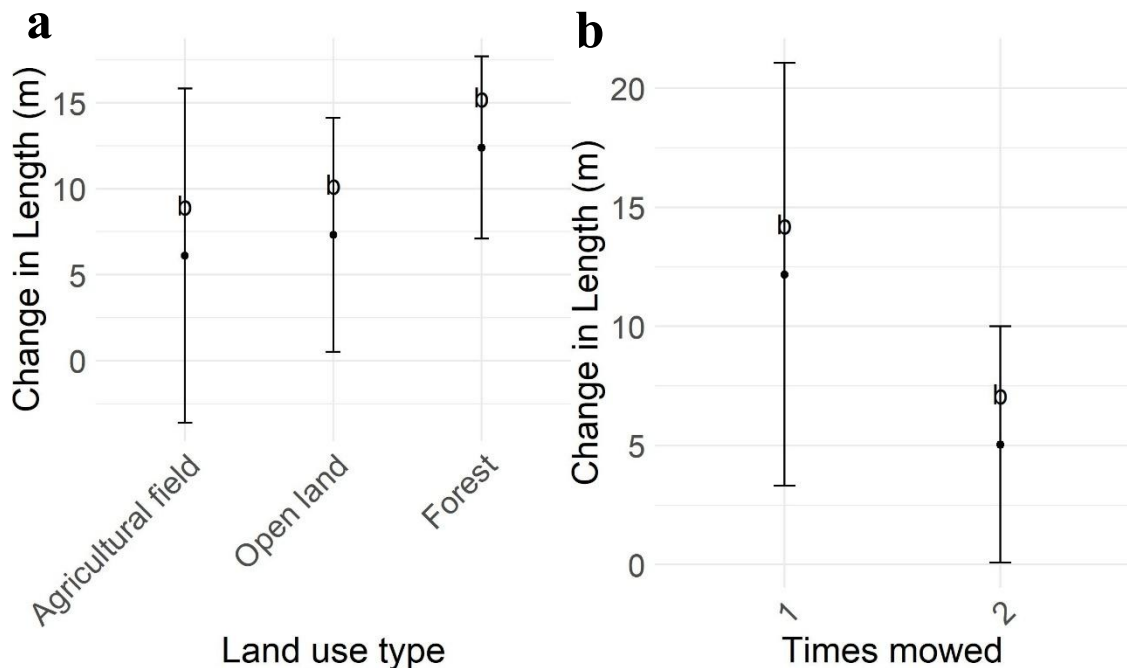 a
Change in Length (m)
15
10
5
0
b
b
b
Agricultural field
Open land
Forest
Land use type
b
Change in Length (m)
20
15
10
5
0
b
b
1
2
Times mowed